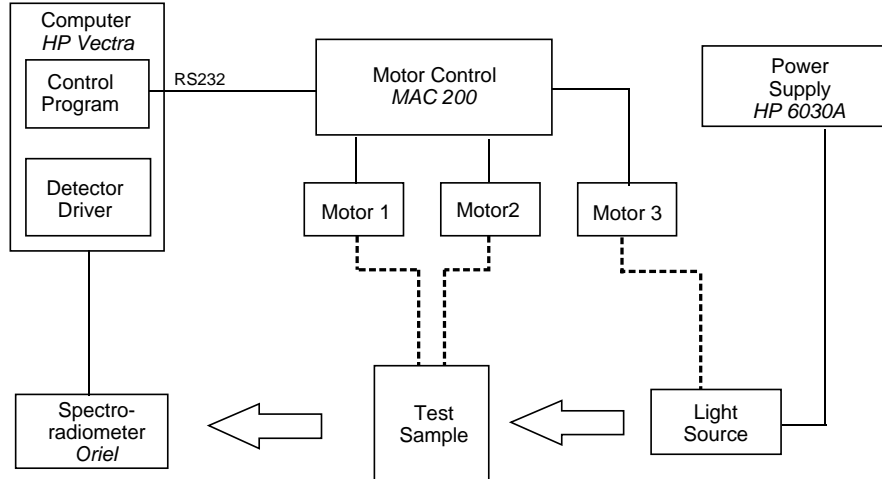 Computer
HP Vectra
Control
Program
RS232
Detector
Driver
Motor Control
MAC 200
Power
Supply
HP 6030A
Motor 1
Motor2
Motor 3
Spectro-
radiometer
Oriel
Test
Sample
Light
Source